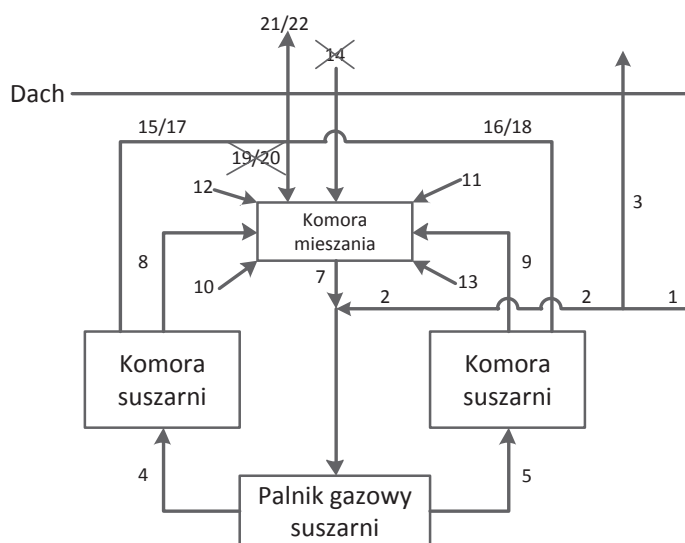 21/22
14
Dach
15/17
16/18
19/20
12
11
Komora
mieszania
3
8
9
10
7
13
2
2
1
Komora
suszarni
Komora
suszarni
4
5
Palnik gazowy
suszarni